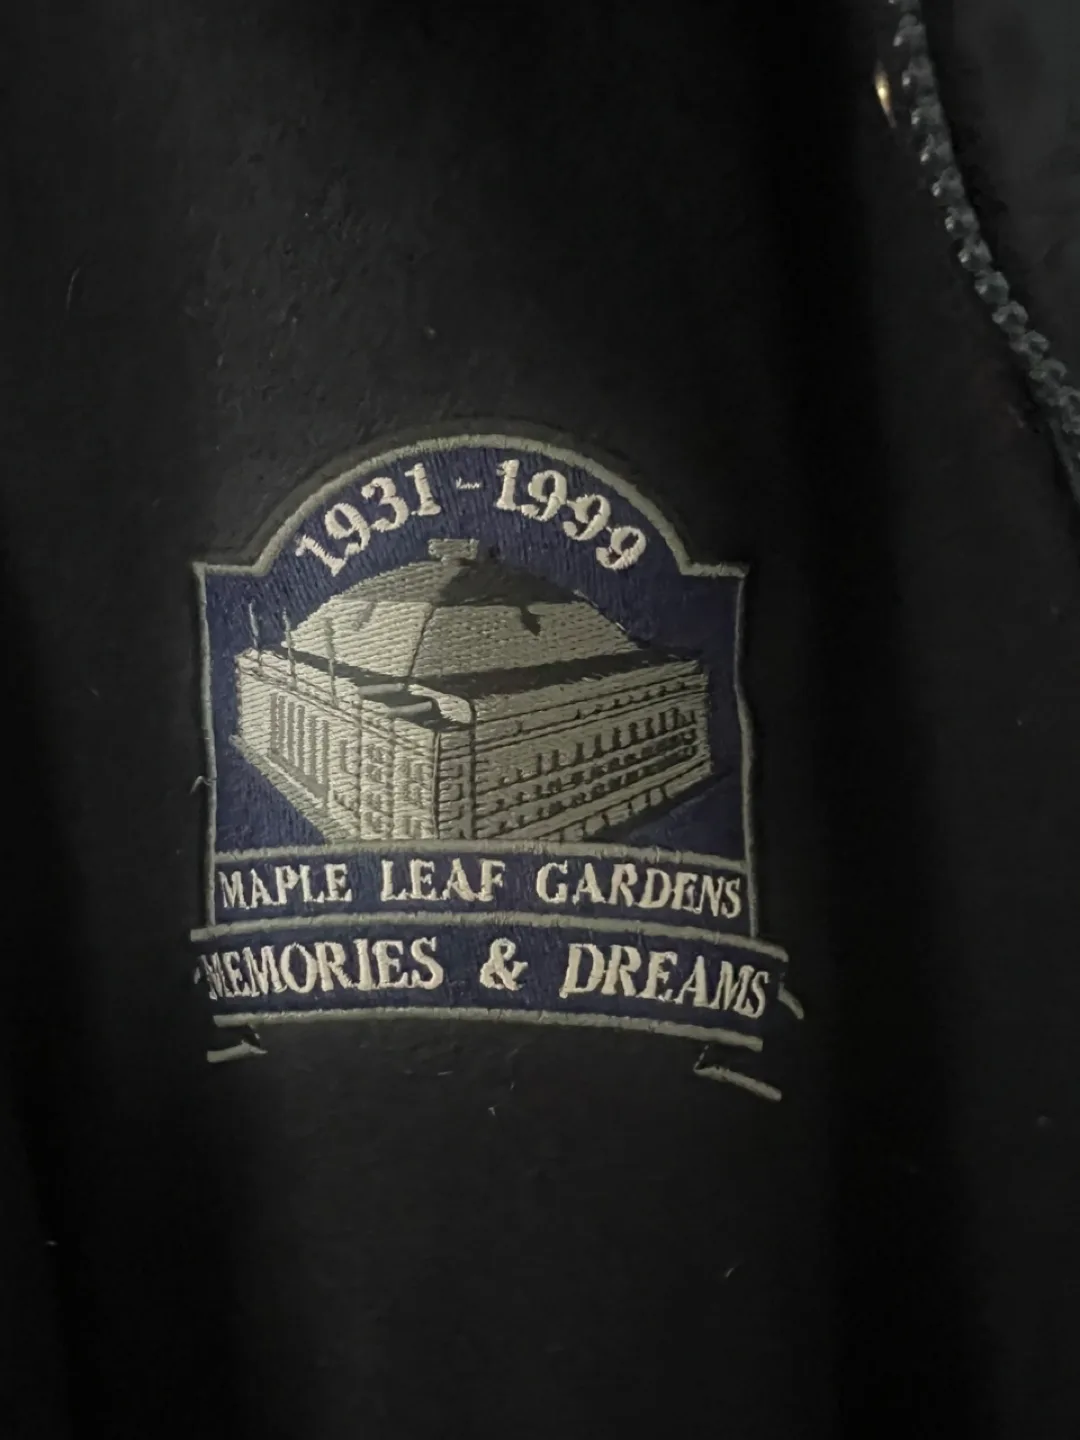 1931 - 1999
MAPLE LEAF GARDENS
MEMORIES & DREAMS